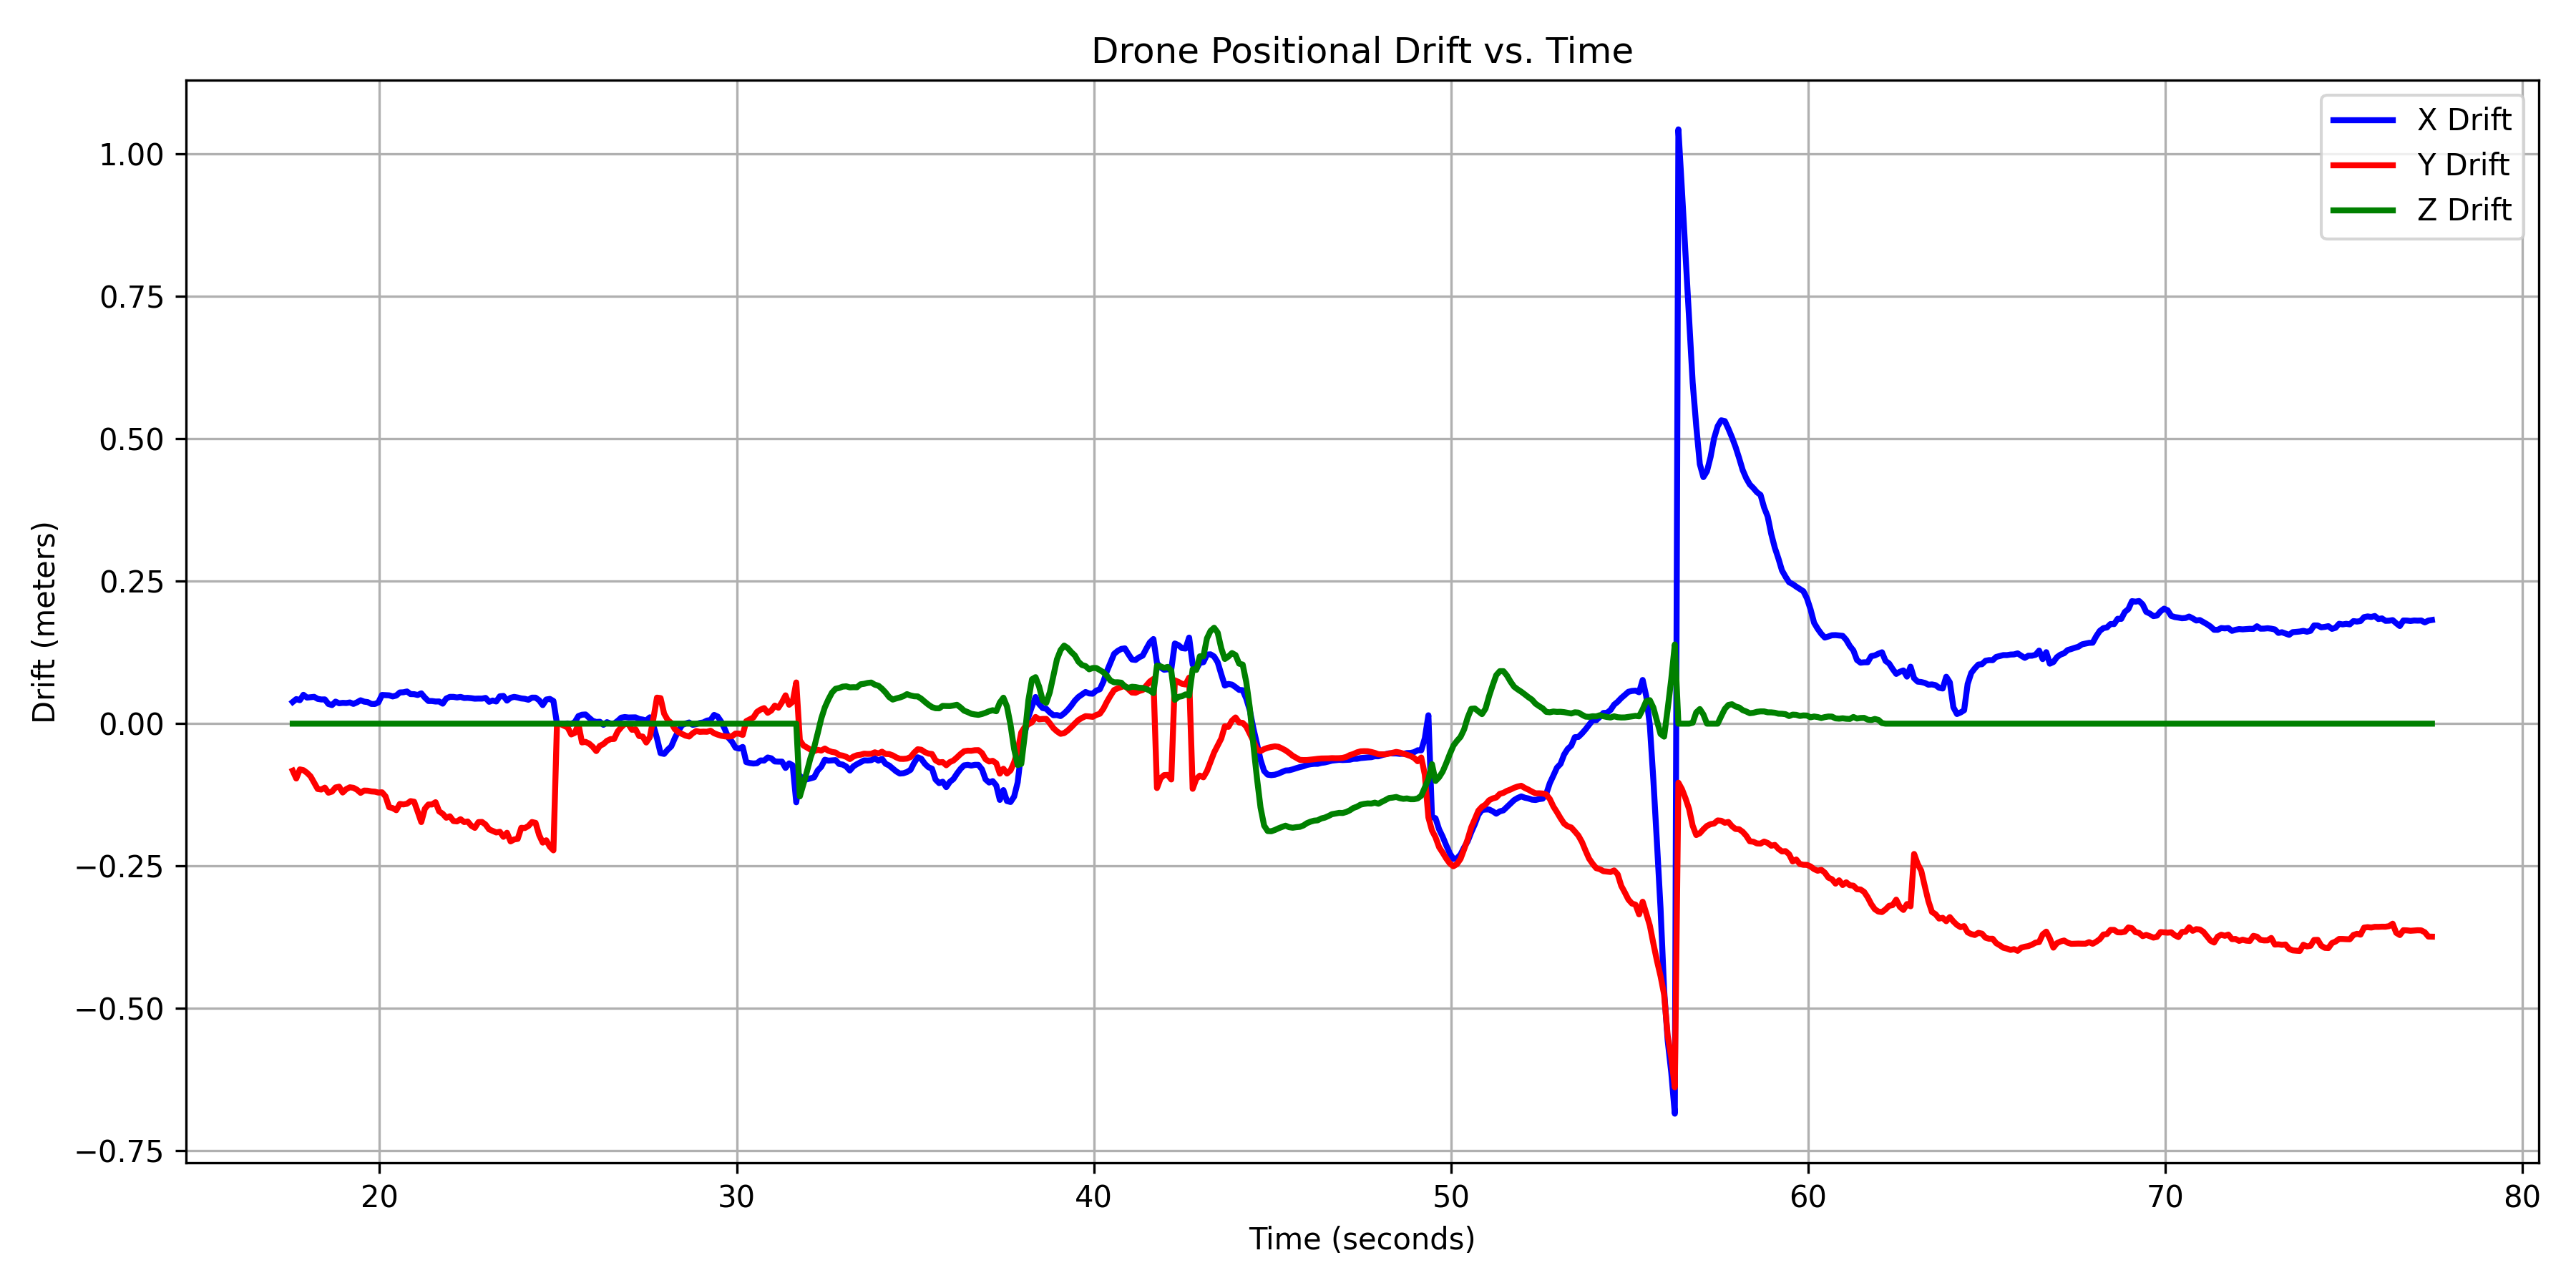 Drone Positional Drift vs. Time
X Drift
Y Drift
Z Drift
1.00
0.75
0.50
0.25
0.00
−0.25
−0.50
−0.75
Drift (meters)
20 30 40 50 60 70 80
Time (seconds)